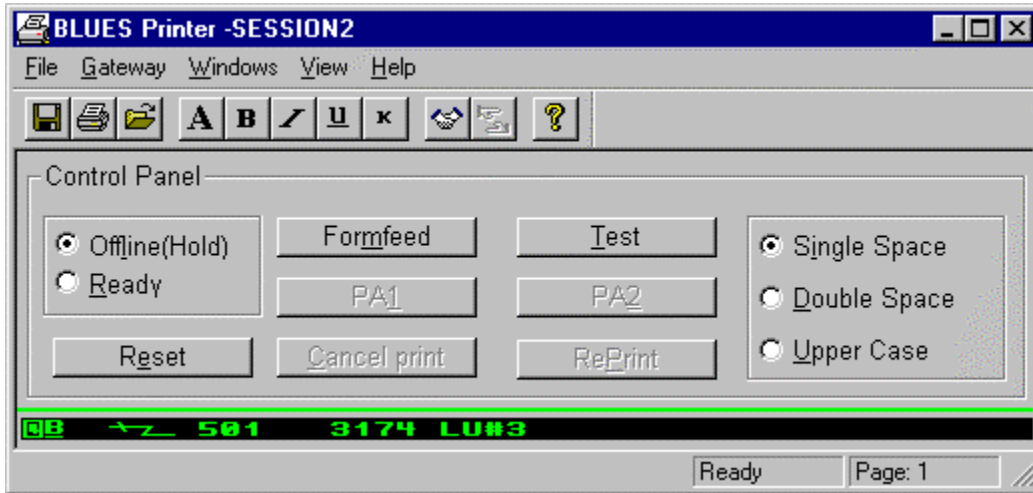 BLUES Printer -SESSION2
File Gateway Windows View Help
A B I U K ?
Control Panel
Offline(Hold) Formfeed Test Single Space
Ready PA1 PA2 Double Space
Reset Cancel print RePrint Upper Case
B 501 3174 LU#3
Ready Page: 1